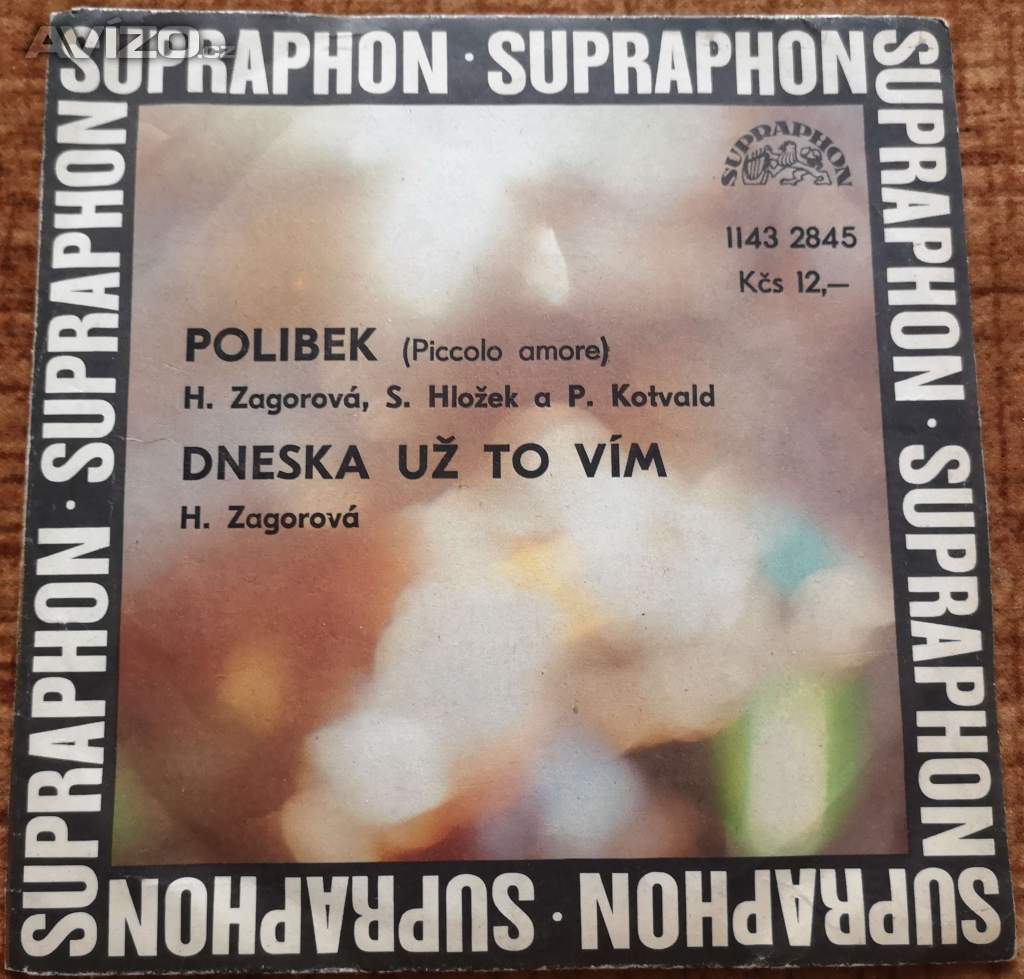 AVÍZO.cz
SUPRAPHON · SUPRAPHON
SUPRAPHON · SUPRAPHON
SUPRAPHON · SUPRAPHON
SUPRAPHON · SUPRAPHON
SUPRAPHON
1143 2845
Kčs 12,—
POLIBEK (Piccolo amore)
H. Zagorová, S. Hložek a P. Kotvald
DNESKA UŽ TO VÍM
H. Zagorová